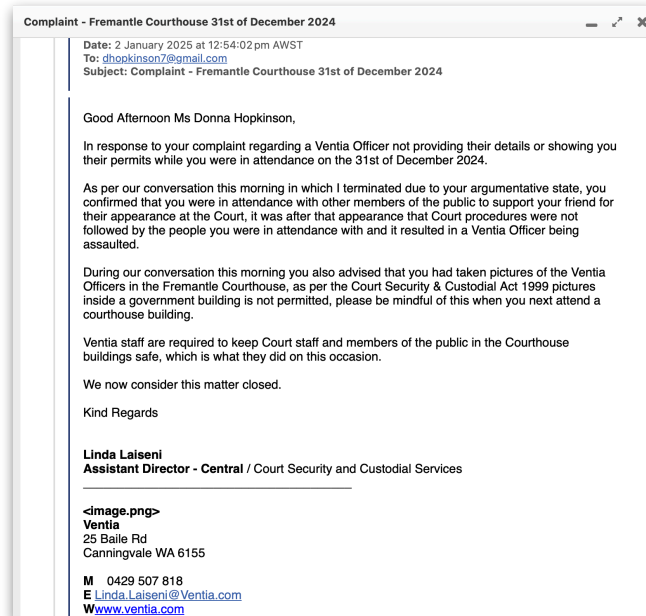 Complaint - Fremantle Courthouse 31st of December 2024
Date: 2 January 2025 at 12:54:02 pm AWST
To: dhopkinson7@gmail.com
Subject: Complaint - Fremantle Courthouse 31st of December 2024
Good Afternoon Ms Donna Hopkinson,
In response to your complaint regarding a Ventia Officer not providing their details or showing you
their permits while you were in attendance on the 31st of December 2024.
As per our conversation this morning in which I terminated due to your argumentative state, you
confirmed that you were in attendance with other members of the public to support your friend for
their appearance at the Court, it was after that appearance that Court procedures were not
followed by the people you were in attendance with and it resulted in a Ventia Officer being
assaulted.
During our conversation this morning you also advised that you had taken pictures of the Ventia
Officers in the Fremantle Courthouse, as per the Court Security & Custodial Act 1999 pictures
inside a government building is not permitted, please be mindful of this when you next attend a
courthouse building.
Ventia staff are required to keep Court staff and members of the public in the Courthouse
buildings safe, which is what they did on this occasion.
We now consider this matter closed.
Kind Regards
Linda Laiseni
Assistant Director - Central / Court Security and Custodial Services
<image.png>
Ventia
25 Baile Rd
Canningvale WA 6155
M 0429 507 818
E Linda.Laiseni@Ventia.com
Wwww.ventia.com